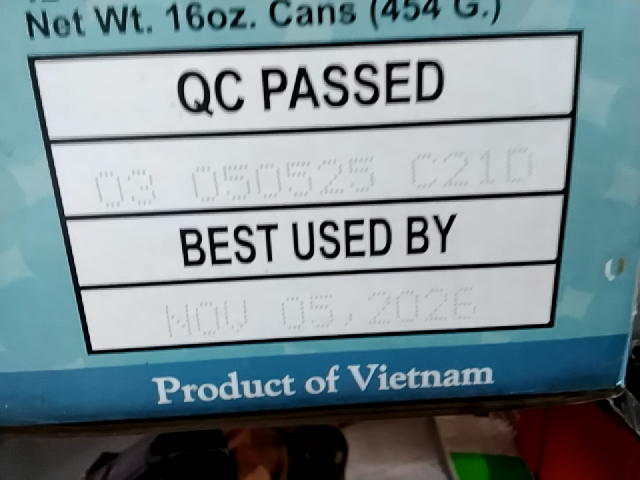 Net Wt. 16oz. Cans (454 G.)
QC PASSED
03 050525 C21D
BEST USED BY
NOV 05,2026
Product of Vietnam